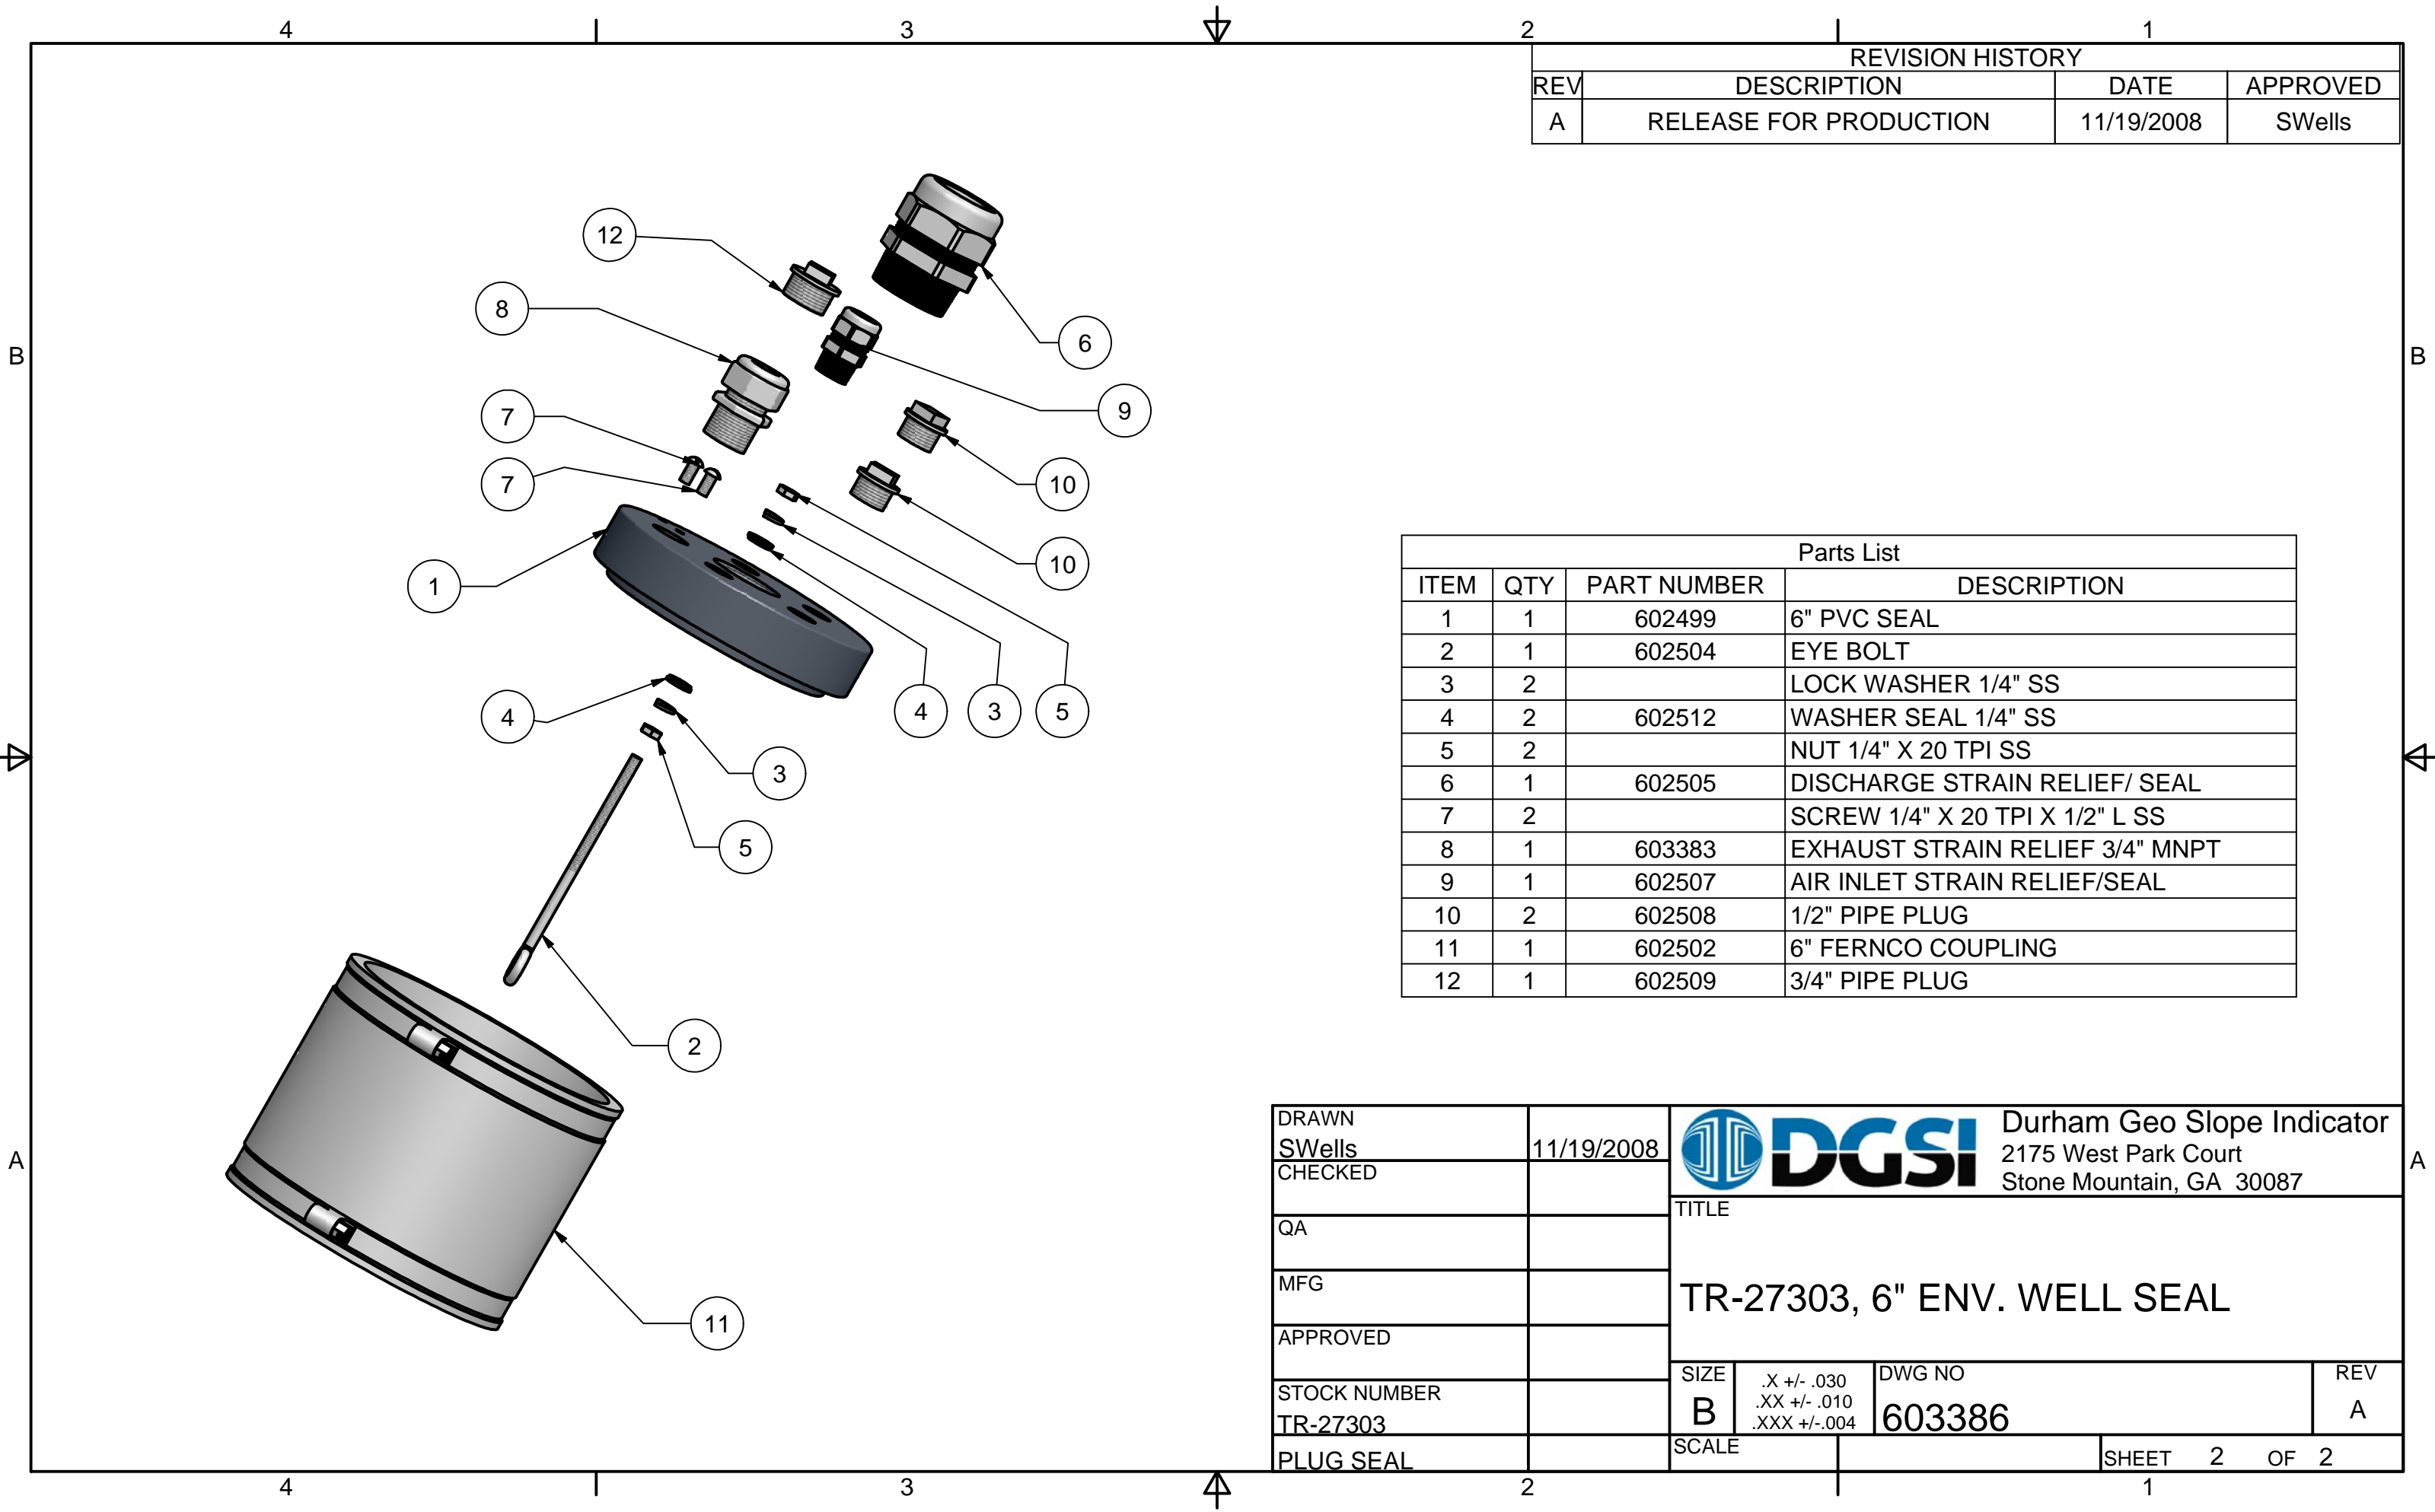 4 3 2 1
REVISION HISTORY
REV DESCRIPTION DATE APPROVED
A RELEASE FOR PRODUCTION 11/19/2008 SWells
12
8
6
B B
9
7
7
10
10
1
4
4 3 5
3
5
2
11
Parts List
ITEM QTY PART NUMBER DESCRIPTION
1 1 602499 6" PVC SEAL
2 1 602504 EYE BOLT
3 2 LOCK WASHER 1/4" SS
4 2 602512 WASHER SEAL 1/4" SS
5 2 NUT 1/4" X 20 TPI SS
6 1 602505 DISCHARGE STRAIN RELIEF/ SEAL
7 2 SCREW 1/4" X 20 TPI X 1/2" L SS
8 1 603383 EXHAUST STRAIN RELIEF 3/4" MNPT
9 1 602507 AIR INLET STRAIN RELIEF/SEAL
10 2 602508 1/2" PIPE PLUG
11 1 602502 6" FERNCO COUPLING
12 1 602509 3/4" PIPE PLUG
A A
DRAWN
SWells 11/19/2008
CHECKED
QA
MFG
APPROVED
STOCK NUMBER
TR-27303
PLUG SEAL
DGSI
Durham Geo Slope Indicator
2175 West Park Court
Stone Mountain, GA 30087
TITLE
TR-27303, 6" ENV. WELL SEAL
SIZE
B
.X +/- .030
.XX +/- .010
.XXX +/-.004
DWG NO
603386
REV
A
SCALE
SHEET 2 OF 2
4 3 2 1